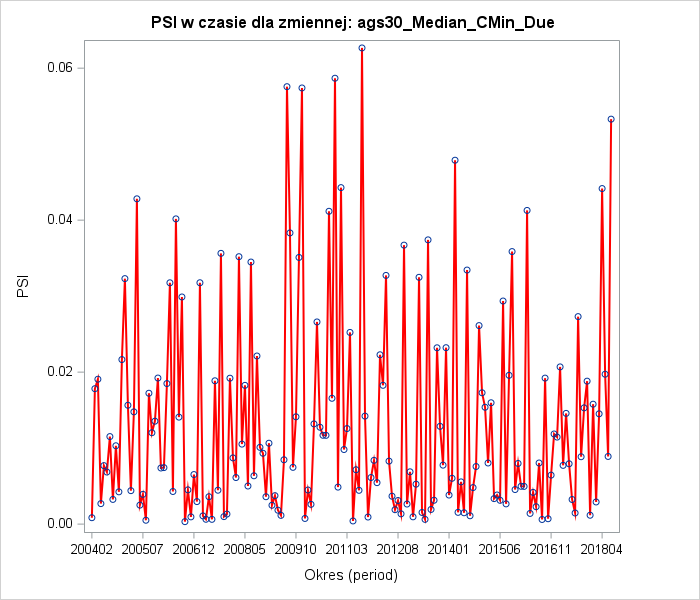 PSI w czasie dla zmiennej: ags30_Median_CMin_Due
0.06
0.04
0.02
0.00
PSI
200402 200507 200612 200805 200910 201103 201208 201401 201506 201611 201804
Okres (period)